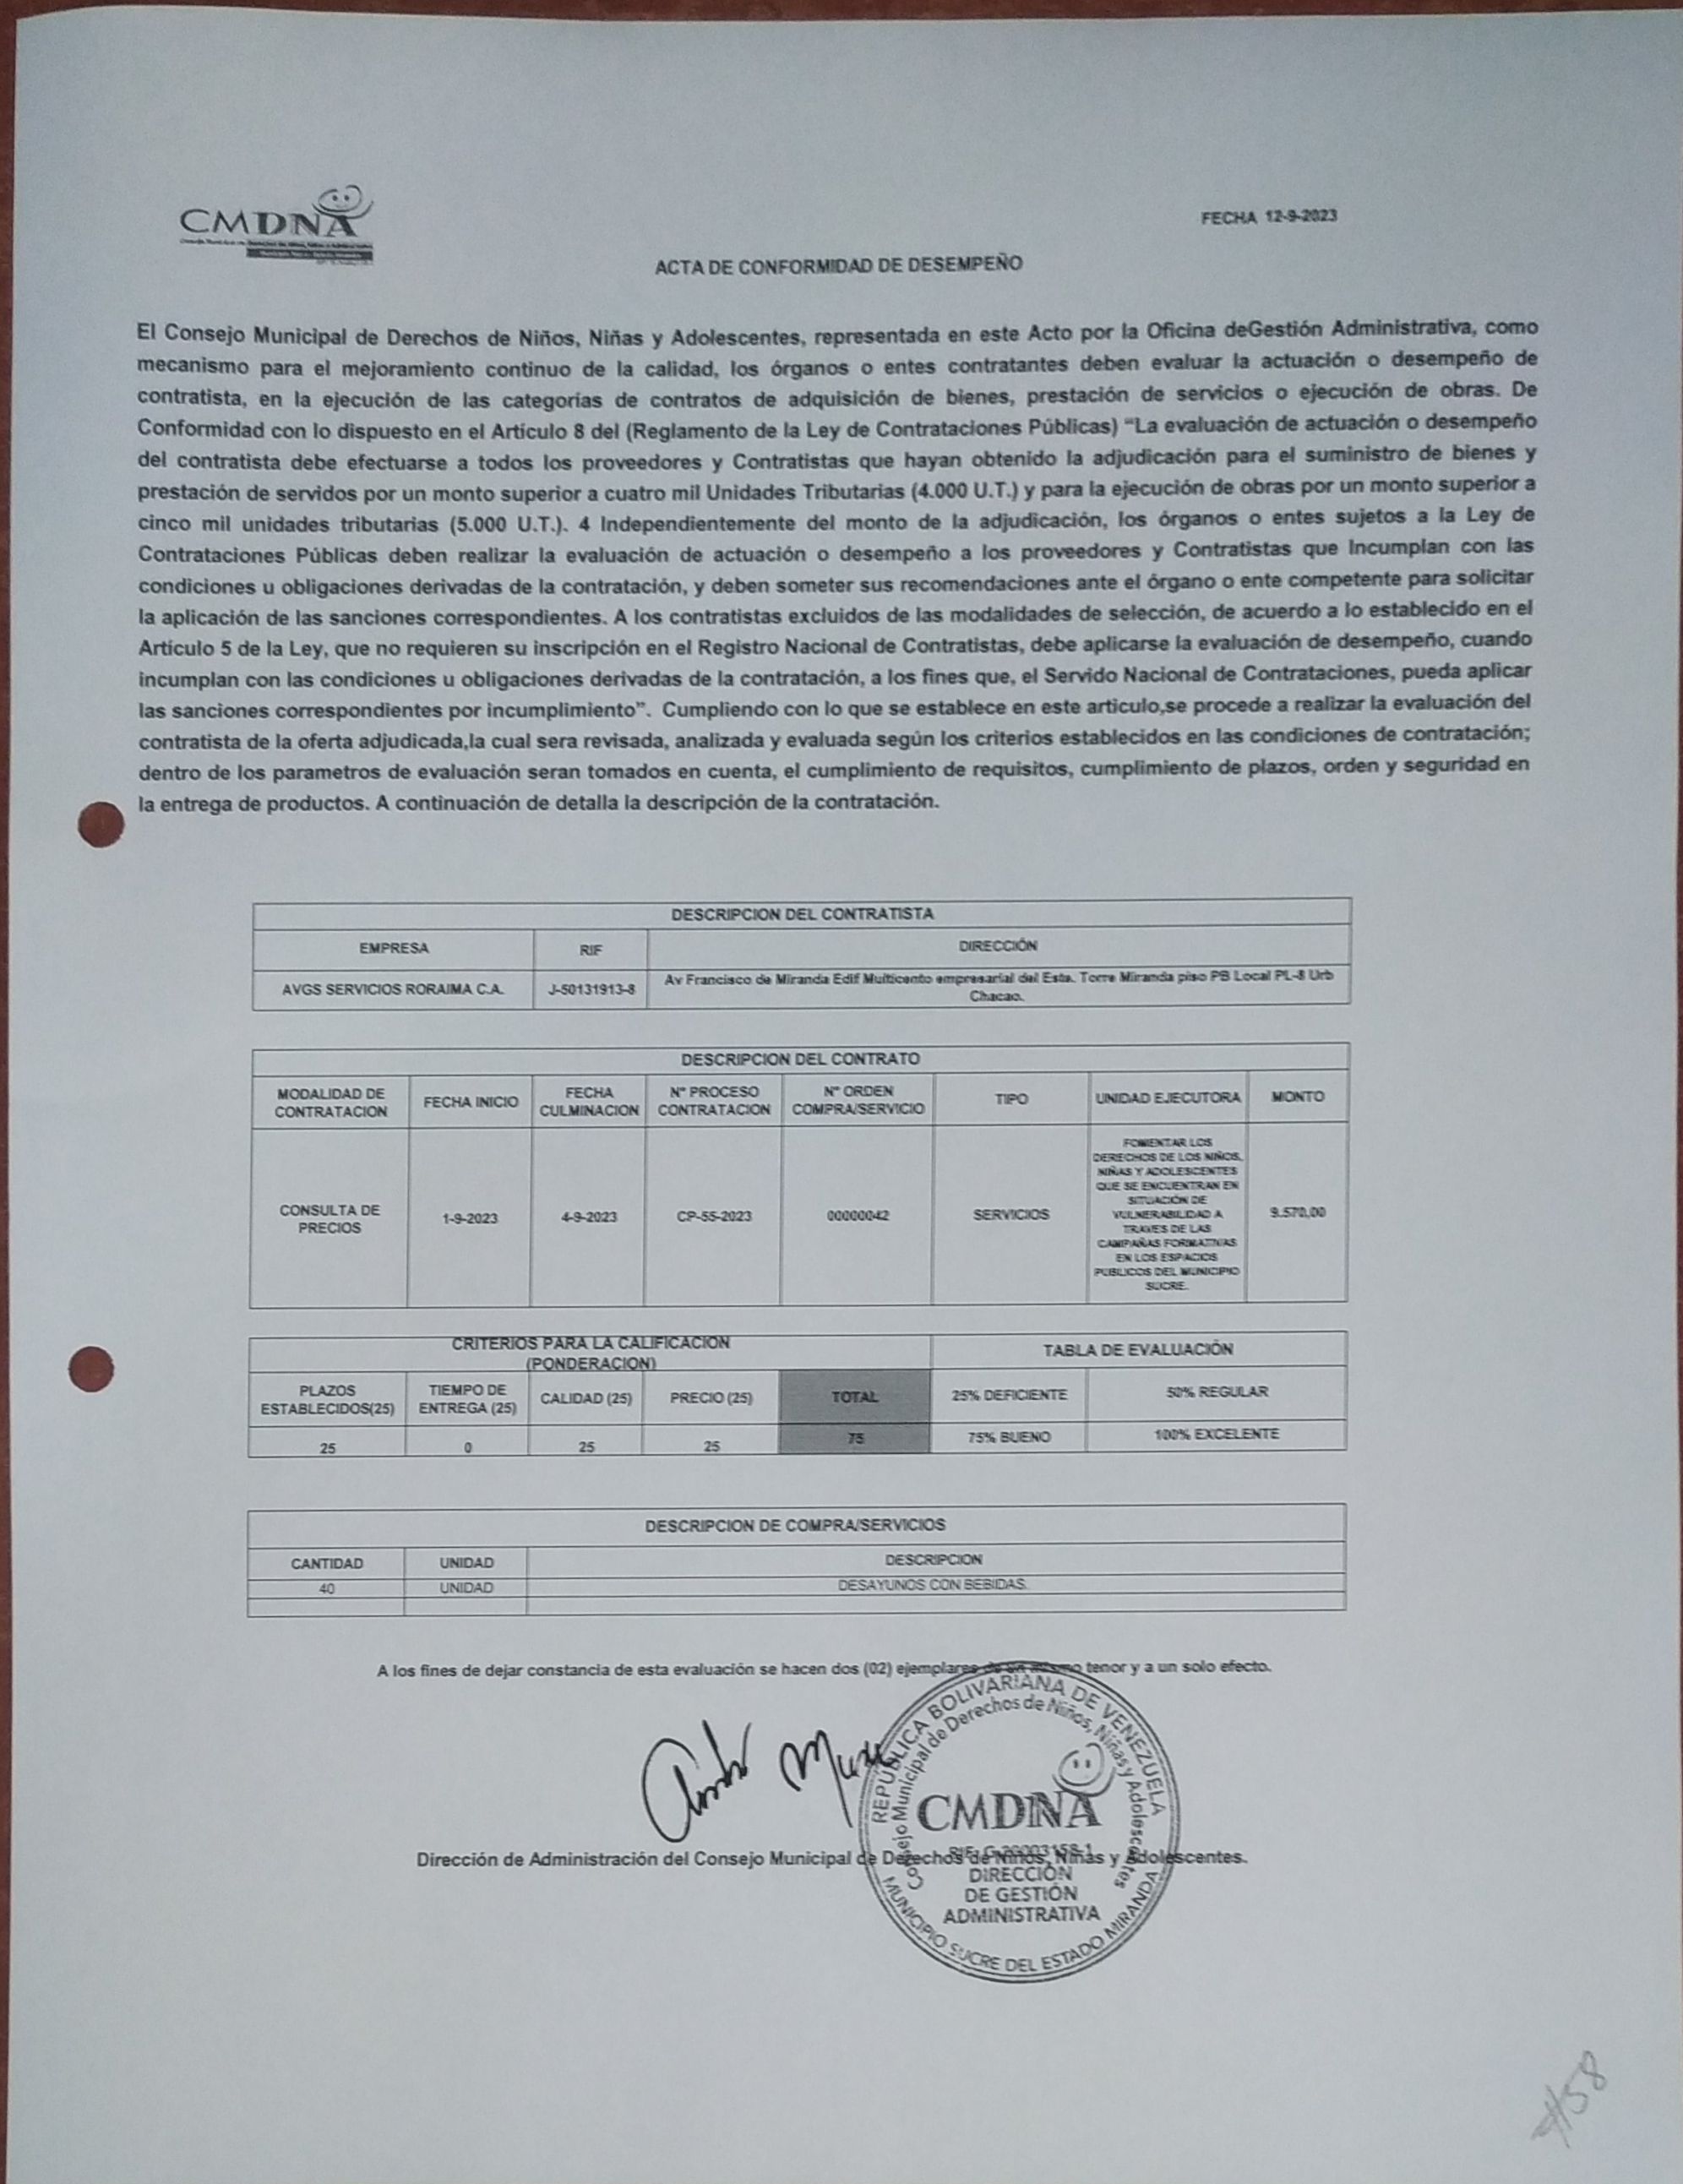 CMDNA
FECHA 12-9-2023
ACTA DE CONFORMIDAD DE DESEMPEÑO
El Consejo Municipal de Derechos de Niños, Niñas y Adolescentes, representada en este Acto por la Oficina deGestión Administrativa, como
mecanismo para el mejoramiento continuo de la calidad, los órganos o entes contratantes deben evaluar la actuación o desempeño de
contratista, en la ejecución de las categorías de contratos de adquisición de bienes, prestación de servicios o ejecución de obras. De
Conformidad con lo dispuesto en el Artículo 8 del (Reglamento de la Ley de Contrataciones Públicas) “La evaluación de actuación o desempeño
del contratista debe efectuarse a todos los proveedores y Contratistas que hayan obtenido la adjudicación para el suministro de bienes y
prestación de servidos por un monto superior a cuatro mil Unidades Tributarias (4.000 U.T.) y para la ejecución de obras por un monto superior a
cinco mil unidades tributarias (5.000 U.T.). 4 Independientemente del monto de la adjudicación, los órganos o entes sujetos a la Ley de
Contrataciones Públicas deben realizar la evaluación de actuación o desempeño a los proveedores y Contratistas que Incumplan con las
condiciones u obligaciones derivadas de la contratación, y deben someter sus recomendaciones ante el órgano o ente competente para solicitar
la aplicación de las sanciones correspondientes. A los contratistas excluidos de las modalidades de selección, de acuerdo a lo establecido en el
Artículo 5 de la Ley, que no requieren su inscripción en el Registro Nacional de Contratistas, debe aplicarse la evaluación de desempeño, cuando
incumplan con las condiciones u obligaciones derivadas de la contratación, a los fines que, el Servido Nacional de Contrataciones, pueda aplicar
las sanciones correspondientes por incumplimiento”. Cumpliendo con lo que se establece en este articulo,se procede a realizar la evaluación del
contratista de la oferta adjudicada,la cual sera revisada, analizada y evaluada según los criterios establecidos en las condiciones de contratación;
dentro de los parametros de evaluación seran tomados en cuenta, el cumplimiento de requisitos, cumplimiento de plazos, orden y seguridad en
la entrega de productos. A continuación de detalla la descripción de la contratación.
DESCRIPCION DEL CONTRATISTA
EMPRESA RIF DIRECCIÓN
AVGS SERVICIOS RORAIMA C.A. J-50131913-8 Av Francisco de Miranda Edif Multicento empresarial del Este. Torre Miranda piso PB Local PL-8 Urb
Chacao.
DESCRIPCION DEL CONTRATO
MODALIDAD DE
CONTRATACION
FECHA INICIO
FECHA
CULMINACION
N° PROCESO
CONTRATACION
N° ORDEN
COMPRA/SERVICIO
TIPO
UNIDAD EJECUTORA
MONTO
CONSULTA DE
PRECIOS
1-9-2023
4-9-2023
CP-55-2023
00000042
SERVICIOS
FOMENTAR LOS
DERECHOS DE LOS NIÑOS,
NIÑAS Y ADOLESCENTES
QUE SE ENCUENTRAN EN
SITUACIÓN DE
VULNERABILIDAD A
TRAVES DE LAS
CAMPAÑAS FORMATIVAS
EN LOS ESPACIOS
PUBLICOS DEL MUNICIPIO
SUCRE.
9.570,00
CRITERIOS PARA LA CALIFICACION
(PONDERACION)
TABLA DE EVALUACIÓN
PLAZOS
ESTABLECIDOS(25)
TIEMPO DE
ENTREGA (25)
CALIDAD (25)
PRECIO (25)
TOTAL
25% DEFICIENTE
50% REGULAR
25 0 25 25 75 75% BUENO 100% EXCELENTE
DESCRIPCION DE COMPRA/SERVICIOS
CANTIDAD UNIDAD DESCRIPCION
40 UNIDAD DESAYUNOS CON BEBIDAS.
A los fines de dejar constancia de esta evaluación se hacen dos (02) ejemplares de un mismo tenor y a un solo efecto.
REPÚBLICA BOLIVARIANA DE VENEZUELA
Consejo Municipal de Derechos de Niños, Niñas y Adolescentes
CMDNA
Dirección de Administración del Consejo Municipal de Derechos de Niños, Niñas y Adolescentes.
DIRECCIÓN
DE GESTIÓN
ADMINISTRATIVA
MUNICIPIO SUCRE DEL ESTADO MIRANDA
#58